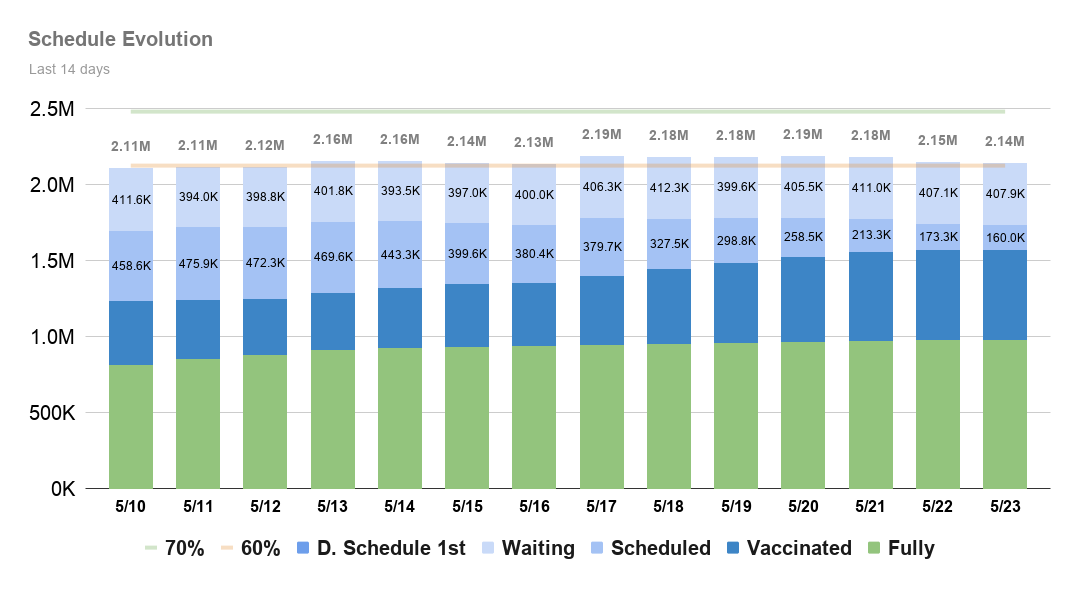 Schedule Evolution
Last 14 days
2.5M
2.11M 2.11M 2.12M 2.16M 2.16M 2.14M 2.13M 2.19M 2.18M 2.18M 2.19M 2.18M 2.15M 2.14M
2.0M
411.6K 394.0K 398.8K 401.8K 393.5K 397.0K 400.0K 406.3K 412.3K 399.6K 405.5K 411.0K 407.1K 407.9K
458.6K 475.9K 472.3K 469.6K 443.3K 399.6K 380.4K 379.7K 327.5K 298.8K 258.5K 213.3K 173.3K 160.0K
1.5M
1.0M
500K
0K
5/10 5/11 5/12 5/13 5/14 5/15 5/16 5/17 5/18 5/19 5/20 5/21 5/22 5/23
70% 60% D. Schedule 1st Waiting Scheduled Vaccinated Fully